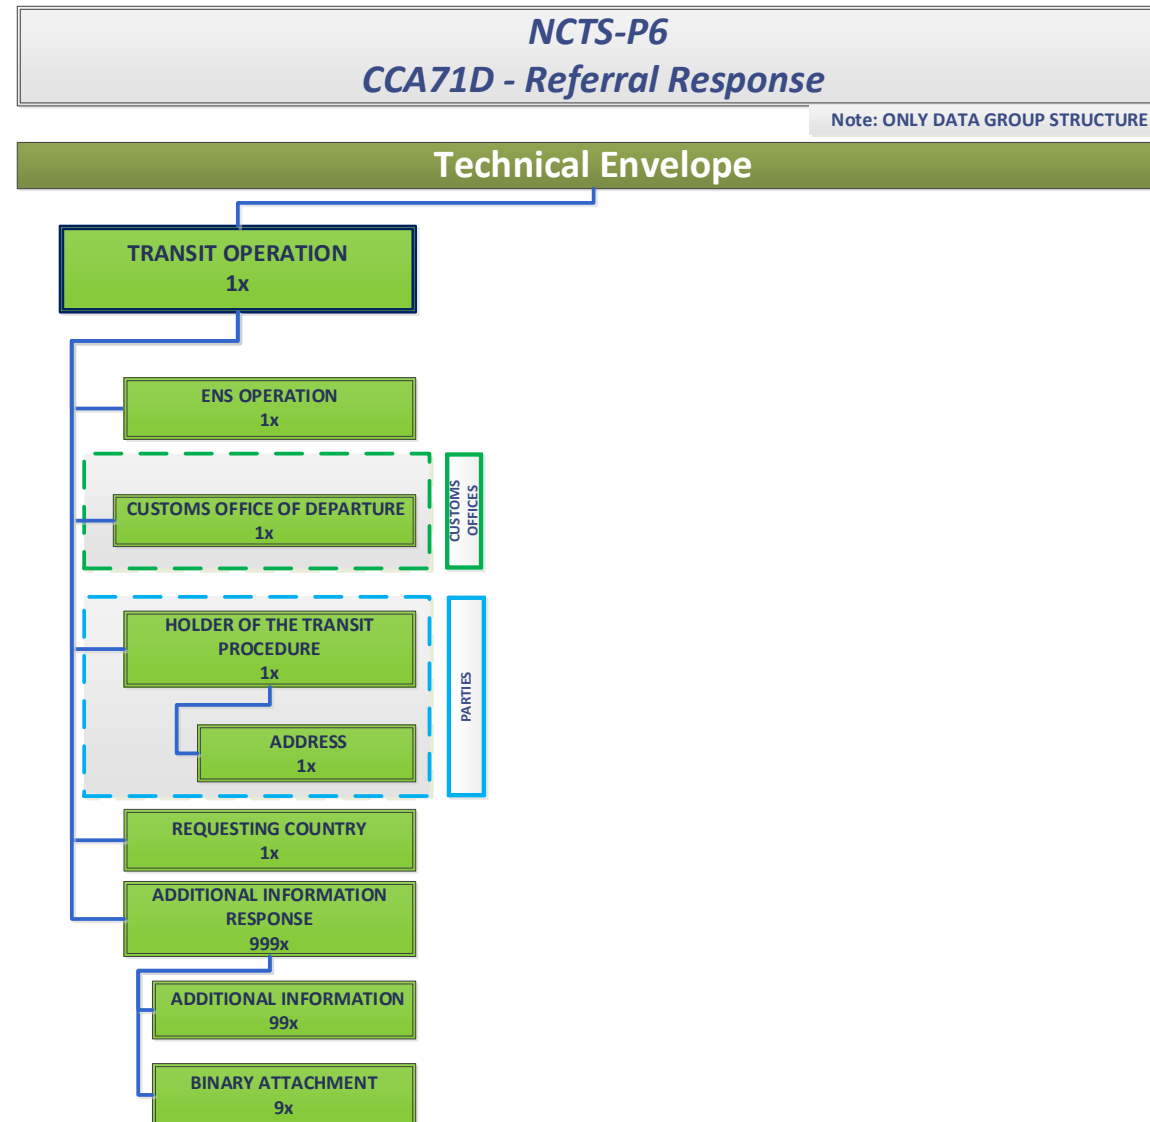 NCTS-P6
CCA71D - Referral Response
Note: ONLY DATA GROUP STRUCTURE
Technical Envelope
TRANSIT OPERATION
1x
ENS OPERATION
1x
CUSTOMS OFFICE OF DEPARTURE
1x
CUSTOMS
OFFICES
HOLDER OF THE TRANSIT
PROCEDURE
1x
ADDRESS
1x
PARTIES
REQUESTING COUNTRY
1x
ADDITIONAL INFORMATION
RESPONSE
999x
ADDITIONAL INFORMATION
99x
BINARY ATTACHMENT
9x